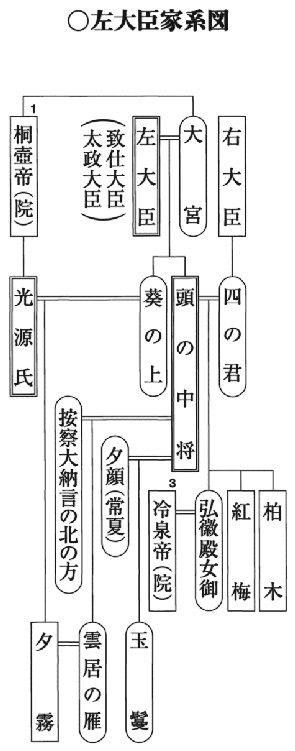 ○左大臣家系図
右大臣
大宮
左大臣
(致仕大臣
太政大臣)
1
桐壺帝(院)
四の君
頭の中将
葵の上
光源氏
柏木
紅梅
弘徽殿女御
3
冷泉帝(院)
夕顔(常夏)
按察大納言の北の方
玉鬘
雲居の雁
夕霧